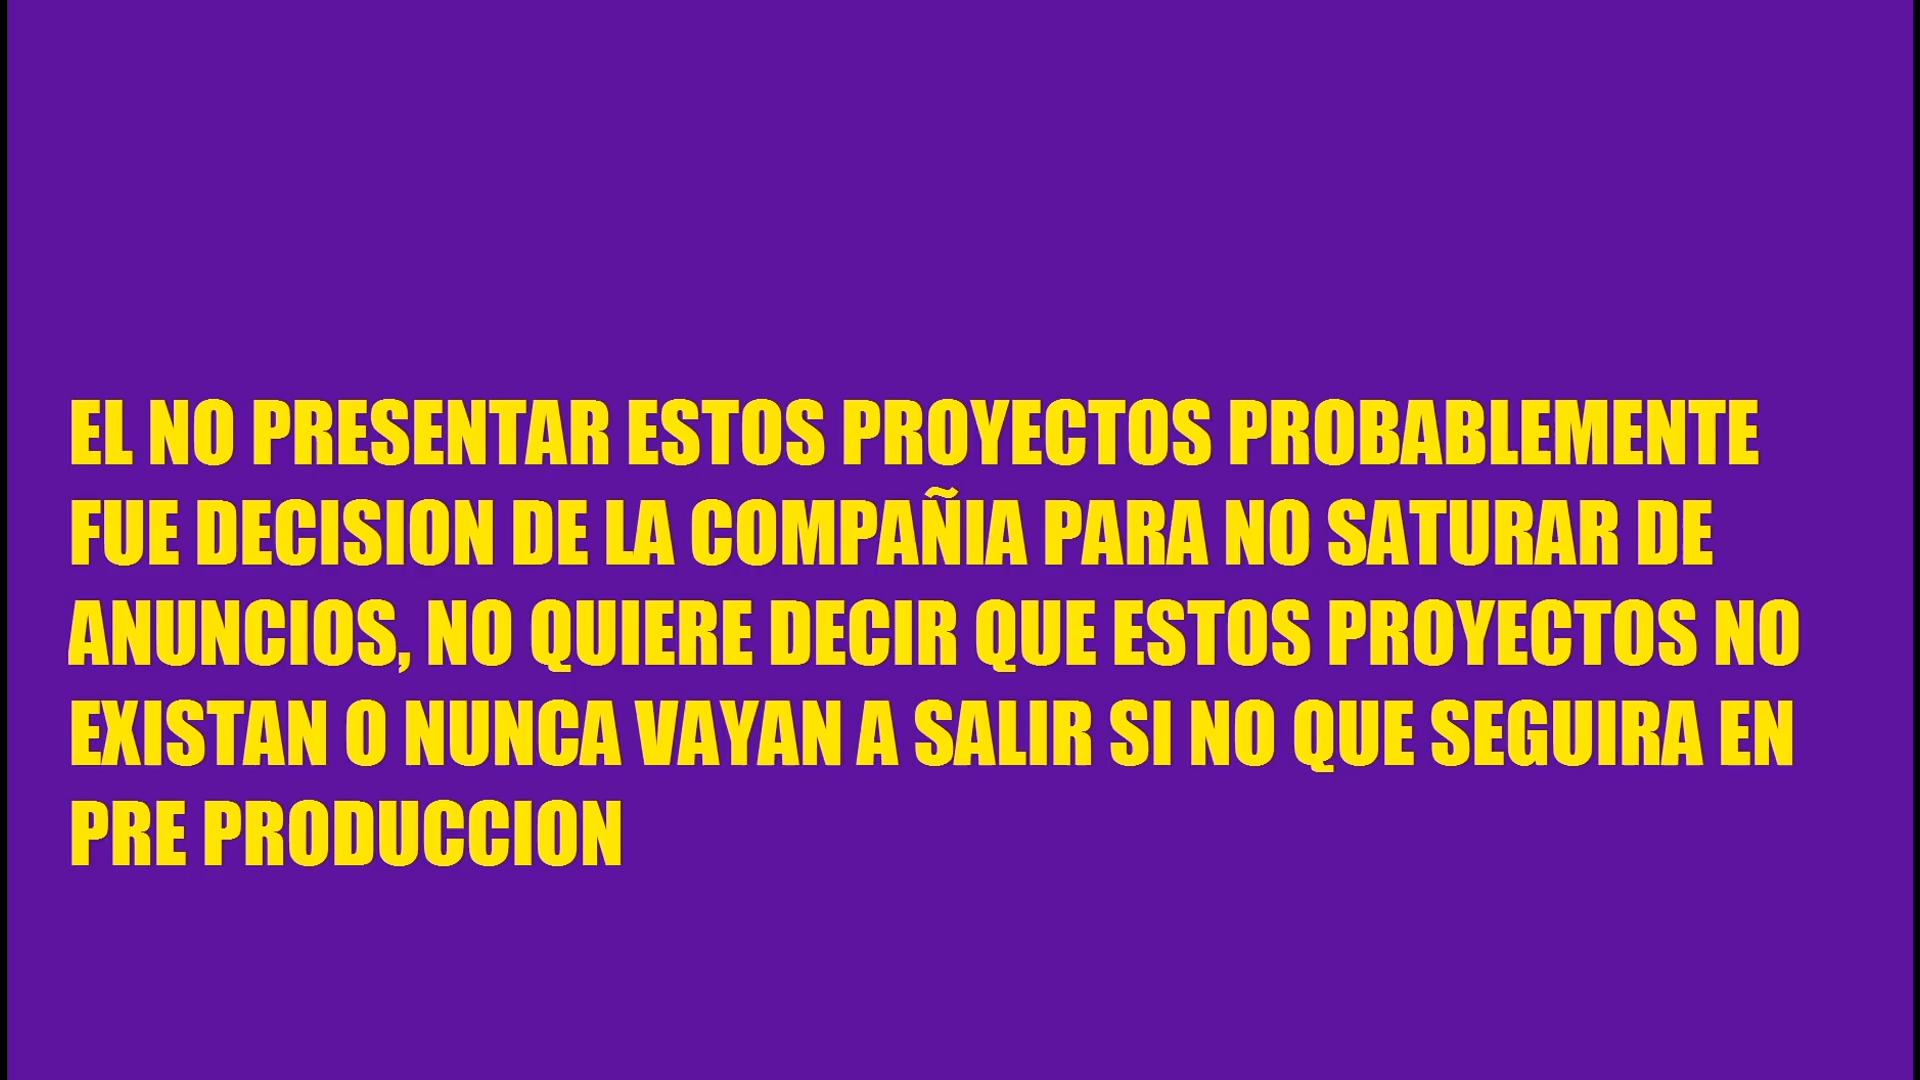 EL NO PRESENTAR ESTOS PROYECTOS PROBABLEMENTE
FUE DECISION DE LA COMPAÑIA PARA NO SATURAR DE
ANUNCIOS, NO QUIERE DECIR QUE ESTOS PROYECTOS NO
EXISTAN O NUNCA VAYAN A SALIR SI NO QUE SEGUIRA EN
PRE PRODUCCION